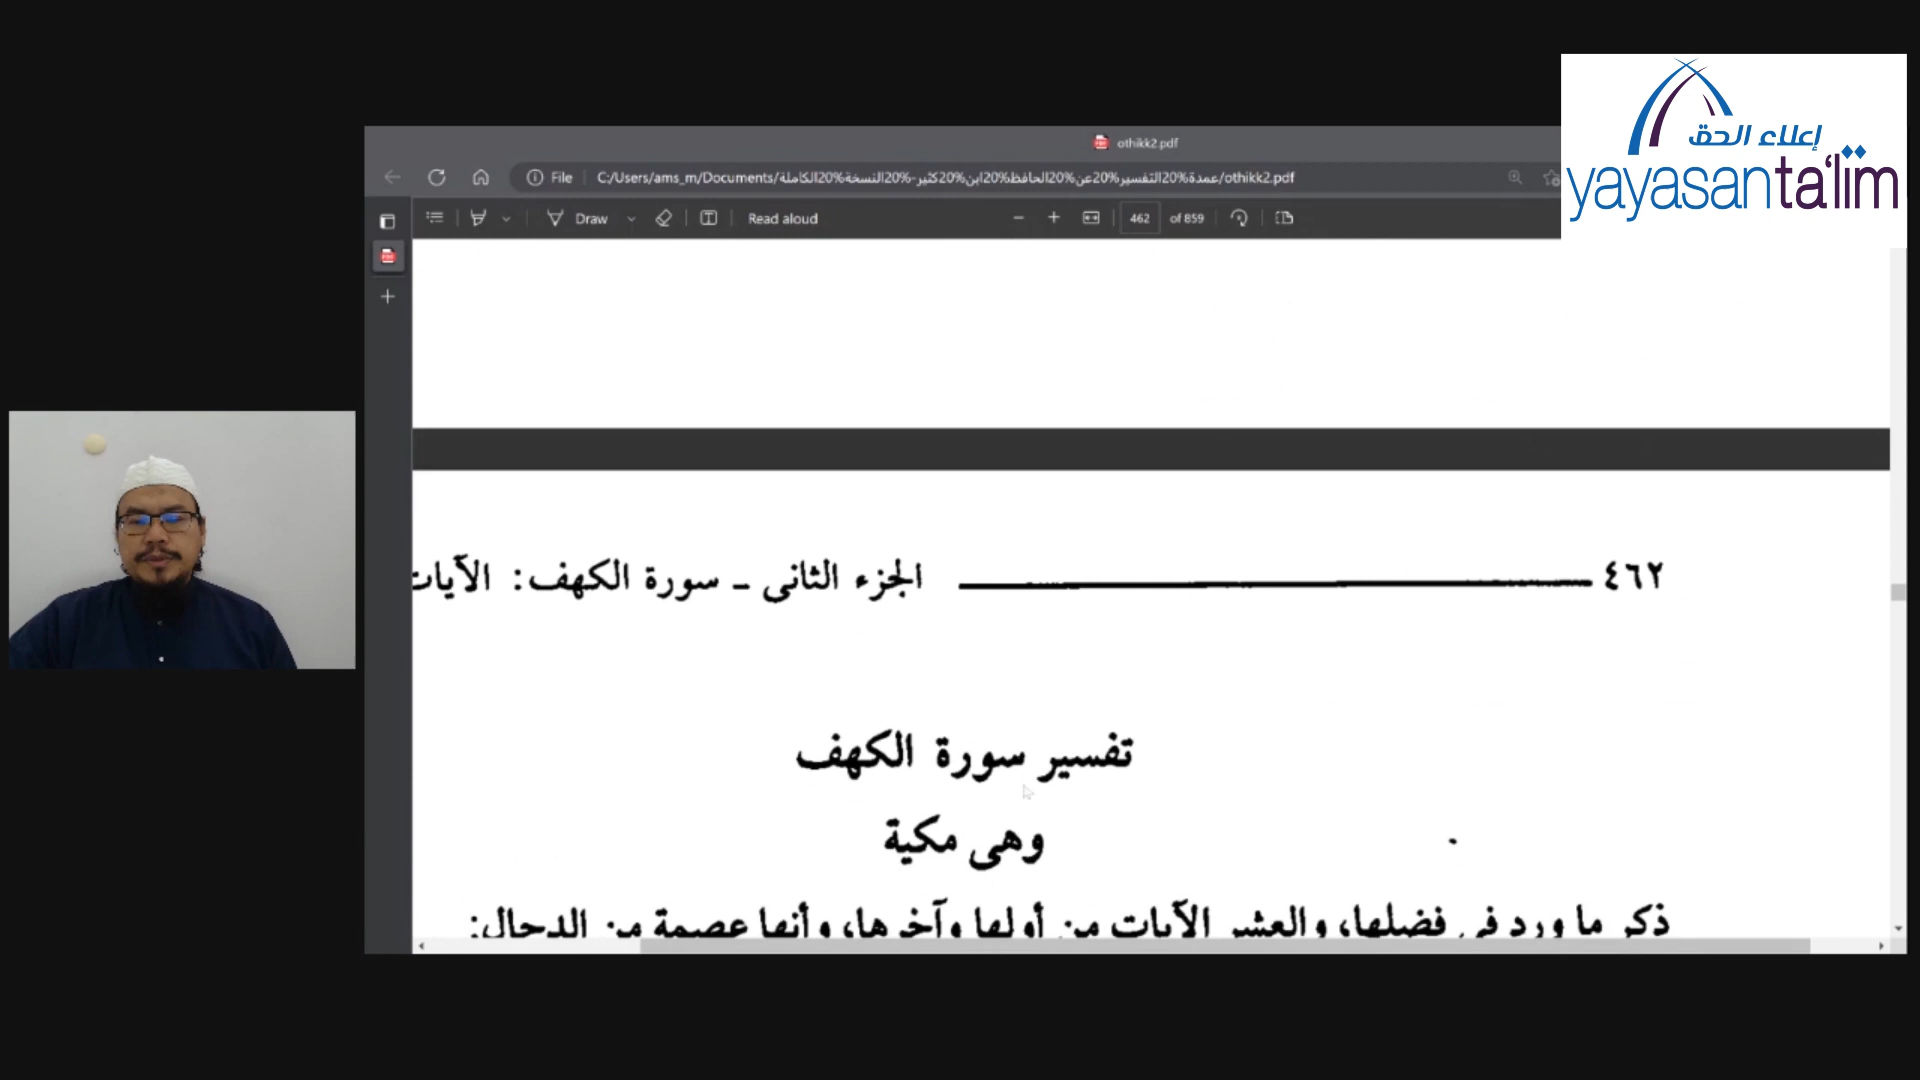 إعلاء الحق
yayasanta'lim
othikk2.pdf
File
C:/Users/ams_m/Documents/عمدة%20التفسير%20عن%20الحافظ%20ابن%20كثير-%20النسخة%20الكاملة/othikk2.pdf
Draw
Read aloud
462
of 859
٤٦٢ الجزء الثانى ـ سورة الكهف: الآيات
تفسير سورة الكهف
وهى مكية
ذكر ما ورد فى فضلها، والعشر الآيات من أولها وآخرها، وأنها عصمة من الدجال: